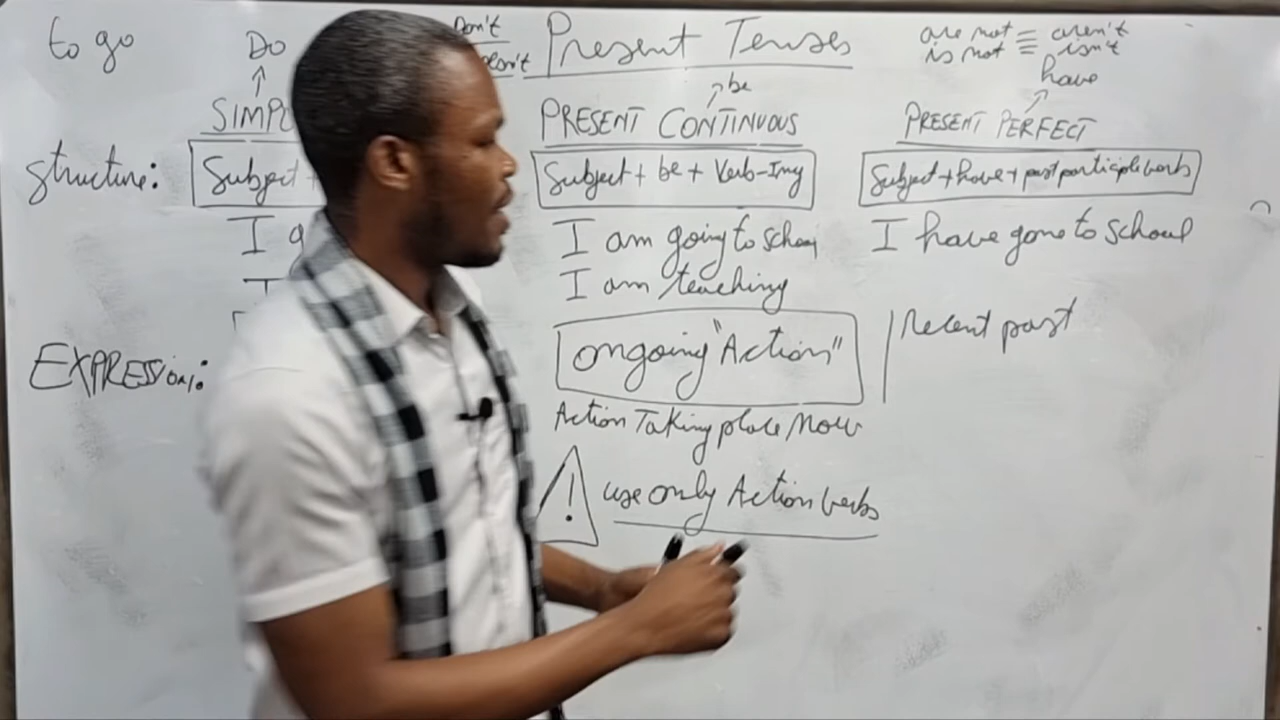 to go
DO
Don't
Present Tenses
are not = aren't
is not = isn't
be
have
SIMP
PRESENT CONTINUOUS
PRESENT PERFECT
structure:
Subject +
Subject + be + Verb-Ing
Subject + have + past participle verbs
I
I am going to school
I have gone to school
I am teaching
EXPRESSION:
ongoing "Action"
recent past
Action Taking place Now
! use only Action verbs